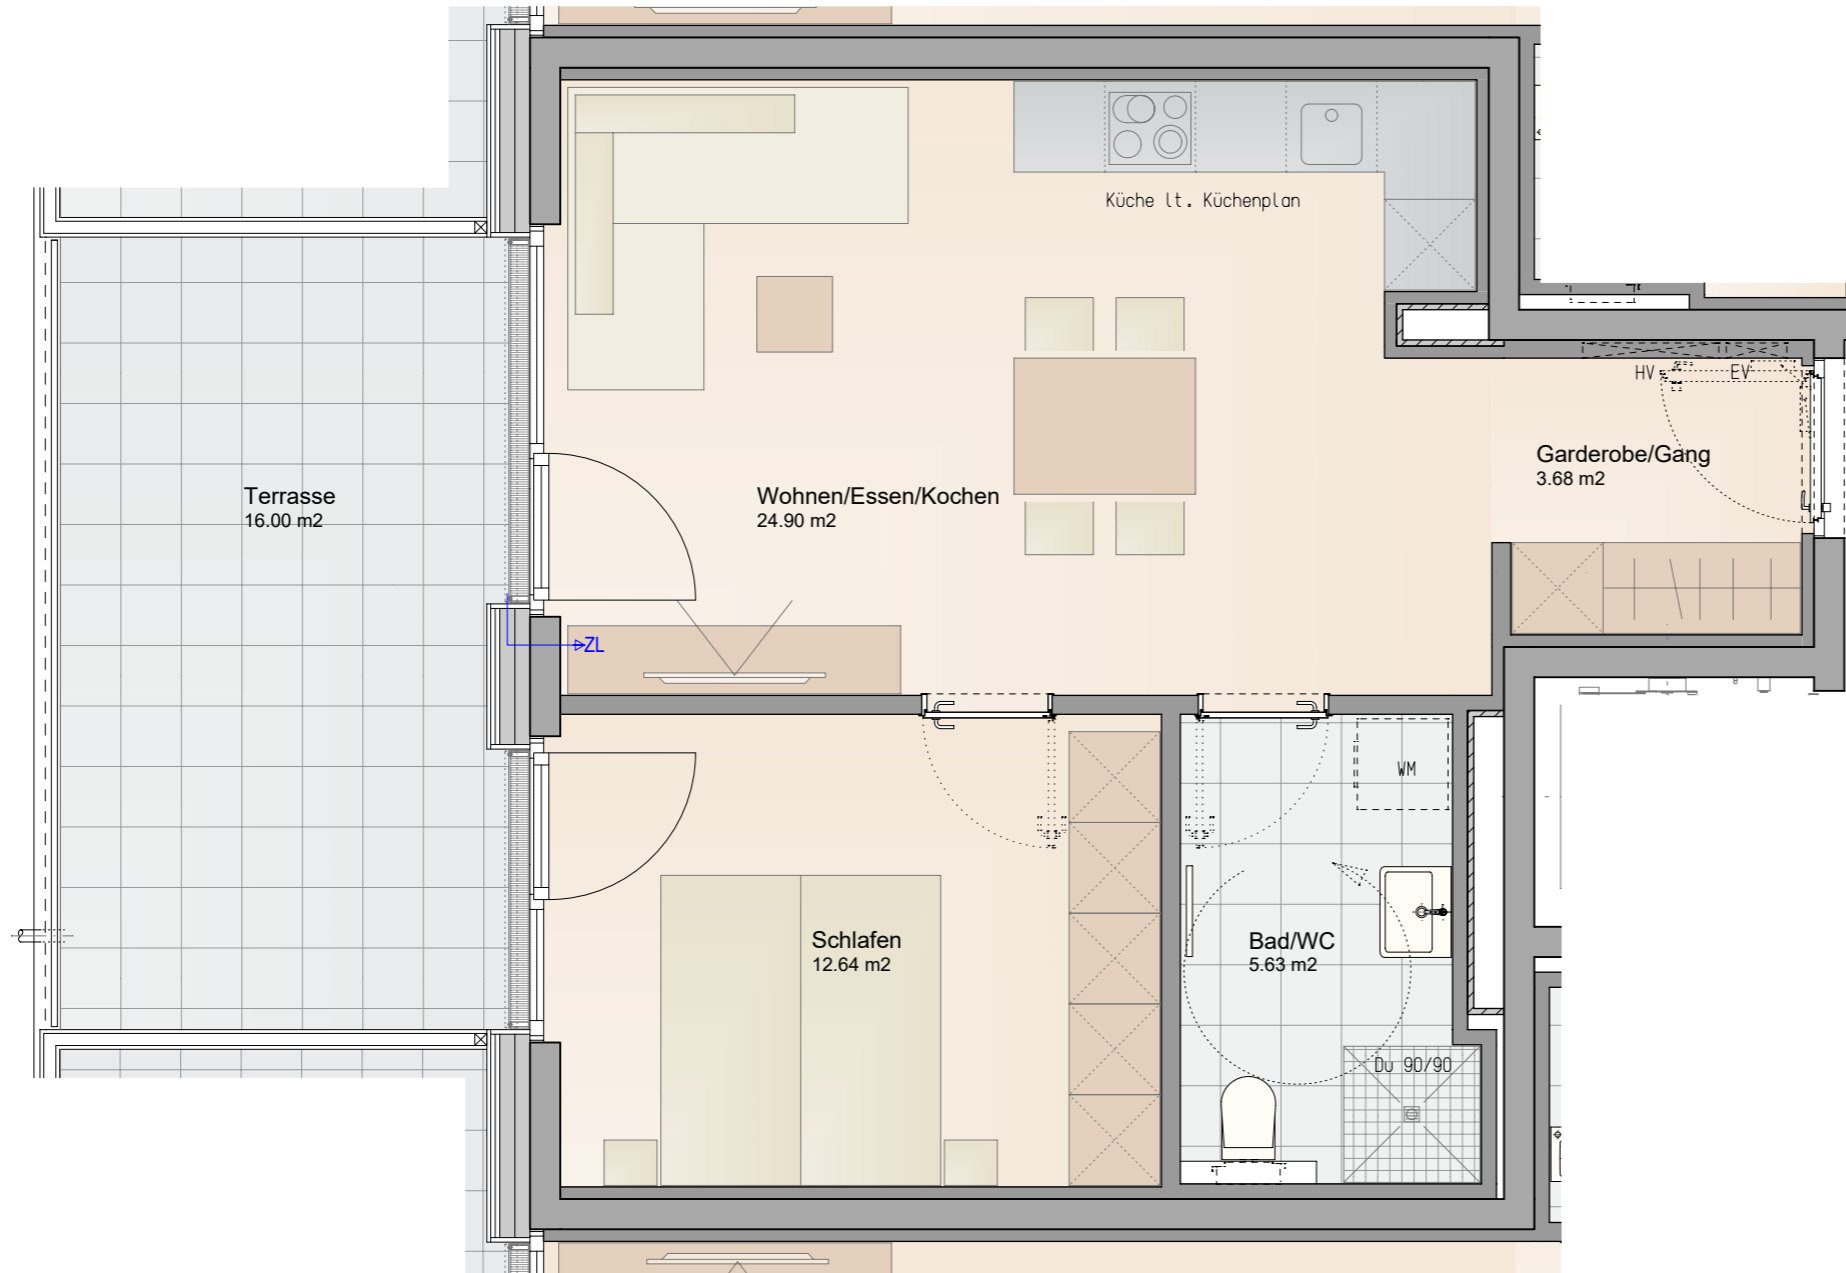 Küche lt. Küchenplan
HV
EV
Garderobe/Gang
3.68 m2
Terrasse
16.00 m2
Wohnen/Essen/Kochen
24.90 m2
ZL
WM
Schlafen
12.64 m2
Bad/WC
5.63 m2
Du 90/90